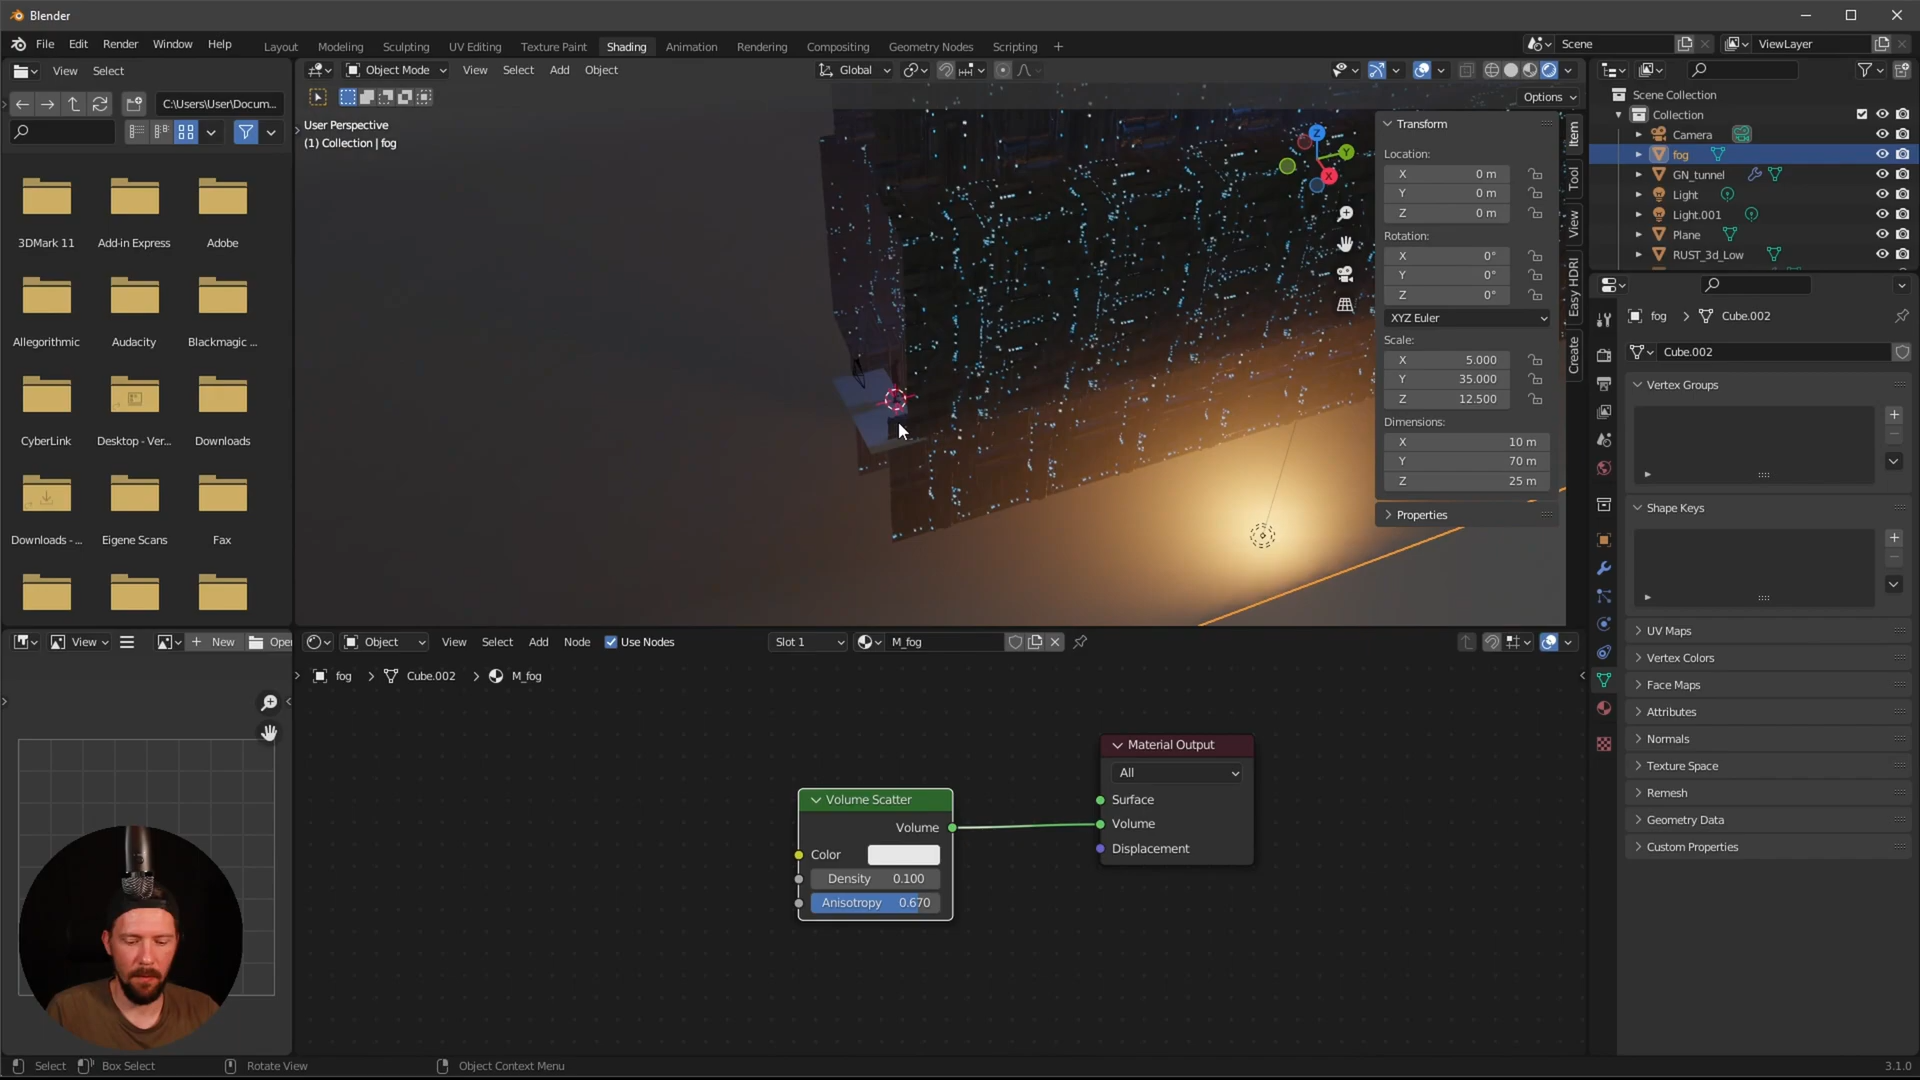 Blender
File Edit Render Window Help
Layout Modeling Sculpting UV Editing Texture Paint Shading Animation Rendering Compositing Geometry Nodes Scripting +
Scene
ViewLayer
View Select
Object Mode View Select Add Object
Global
C:\Users\User\Docum...
Options
User Perspective
(1) Collection | fog
3DMark 11 Add-in Express Adobe
Allegorithmic Audacity Blackmagic ...
CyberLink Desktop - Ver... Downloads
Downloads - ... Eigene Scans Fax
Z
Y
X
Transform
Location:
X 0 m
Y 0 m
Z 0 m
Rotation:
X 0°
Y 0°
Z 0°
XYZ Euler
Scale:
X 5.000
Y 35.000
Z 12.500
Dimensions:
X 10 m
Y 70 m
Z 25 m
Properties
Item
Tool
View
Easy HDRI
Create
Scene Collection
Collection
Camera
fog
GN_tunnel
Light
Light.001
Plane
RUST_3d_Low
fog > Cube.002
Cube.002
Vertex Groups
Shape Keys
UV Maps
Vertex Colors
Face Maps
Attributes
Normals
Texture Space
Remesh
Geometry Data
Custom Properties
View New Ope
Object View Select Add Node Use Nodes Slot 1 M_fog
fog > Cube.002 > M_fog
Material Output
All
Surface
Volume
Displacement
Volume Scatter
Volume
Color
Density 0.100
Anisotropy 0.670
Select Box Select Rotate View Object Context Menu 3.1.0